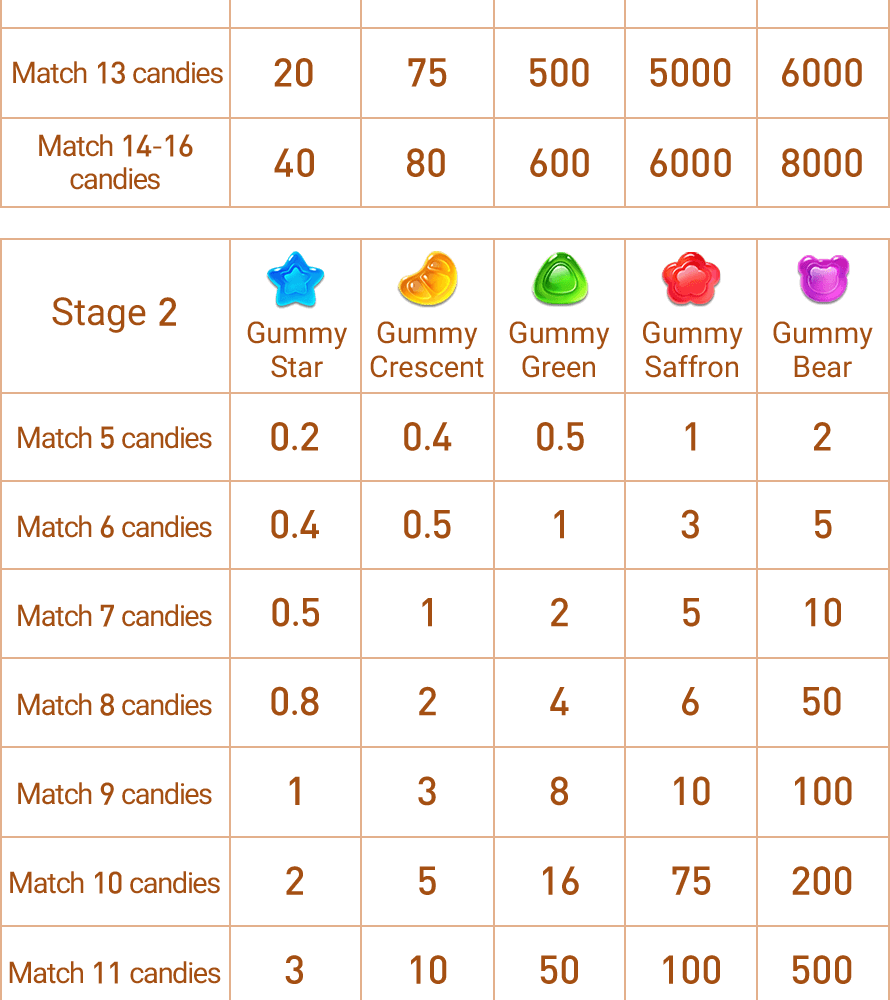 Match 13 candies 20 75 500 5000 6000
Match 14-16
candies 40 80 600 6000 8000
Stage 2
Gummy Star
Gummy Crescent
Gummy Green
Gummy Saffron
Gummy Bear
Match 5 candies 0.2 0.4 0.5 1 2
Match 6 candies 0.4 0.5 1 3 5
Match 7 candies 0.5 1 2 5 10
Match 8 candies 0.8 2 4 6 50
Match 9 candies 1 3 8 10 100
Match 10 candies 2 5 16 75 200
Match 11 candies 3 10 50 100 500